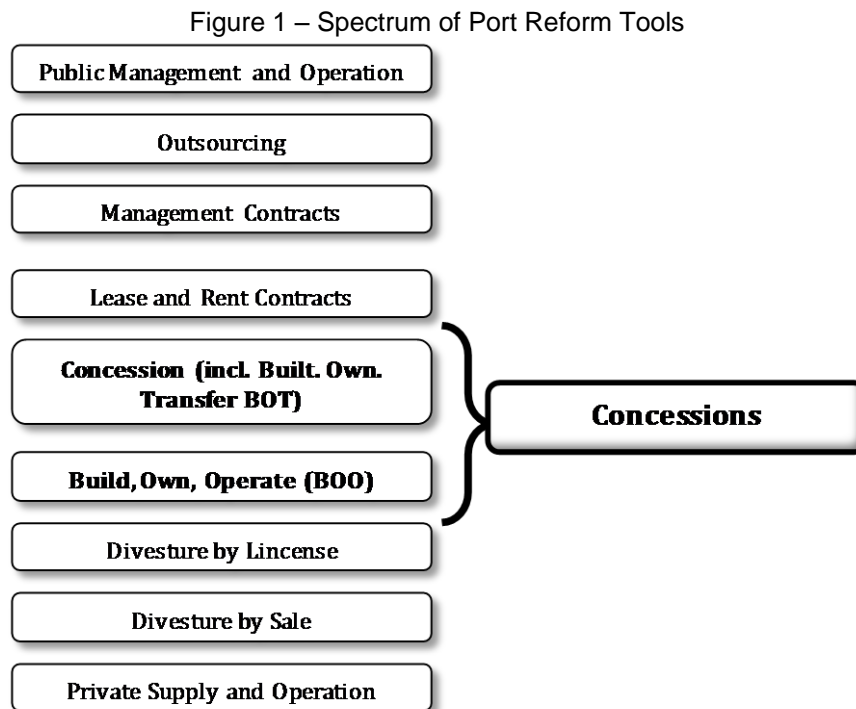 Figure 1 – Spectrum of Port Reform Tools
Public Management and Operation
Outsourcing
Management Contracts
Lease and Rent Contracts
Concession (incl. Built. Own.
Transfer BOT)
Concessions
Build, Own, Operate (BOO)
Divesture by Lincense
Divesture by Sale
Private Supply and Operation